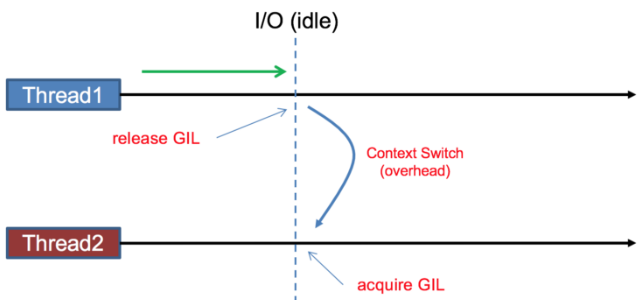 I/O (idle)
Thread1
release GIL
Context Switch
(overhead)
Thread2
acquire GIL